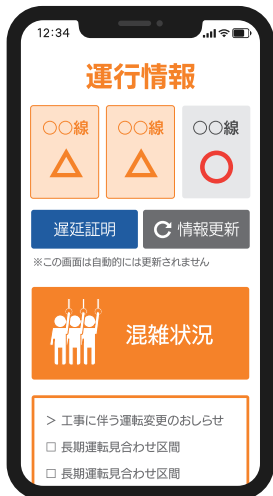 12:34
運行情報
○○線 ○○線 ○○線
遅延証明 情報更新
※この画面は自動的には更新されません
混雑状況
＞ 工事に伴う運転変更のおしらせ
□ 長期運転見合わせ区間
□ 長期運転見合わせ区間